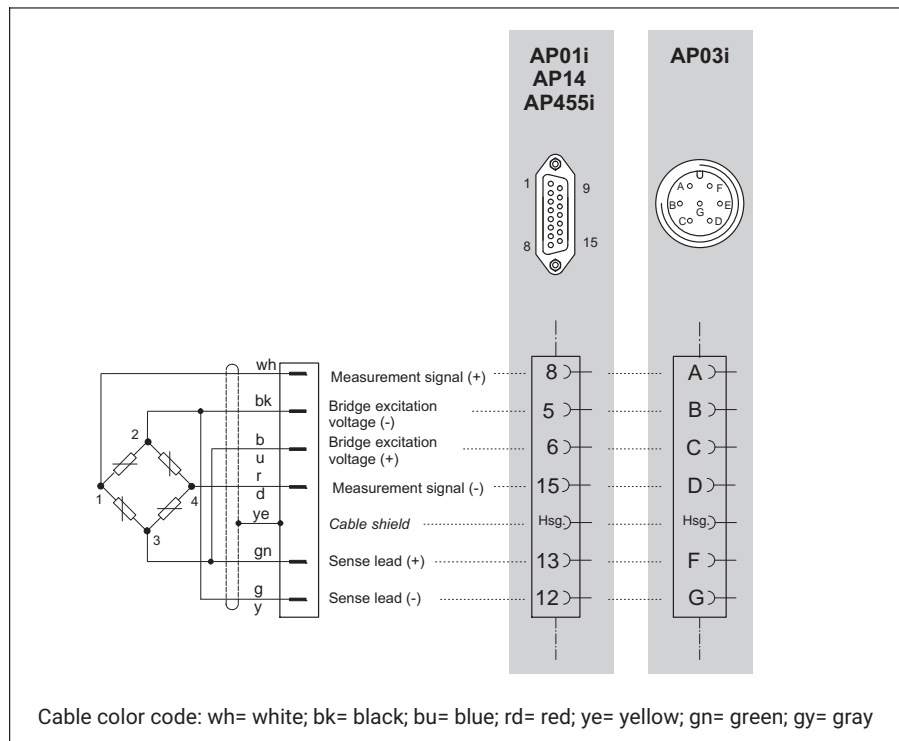 AP01i
AP14
AP455i
AP03i
1
9
8
15
U
A
F
B
E
G
C
D
wh
Measurement signal (+)
8
A
bk
Bridge excitation
voltage (-)
5
B
2
b
u
Bridge excitation
voltage (+)
6
C
1
4
r
d
Measurement signal (-)
15
D
3
ye
Cable shield
Hsg.
Hsg.
gn
Sense lead (+)
13
F
g
y
Sense lead (-)
12
G
Cable color code: wh= white; bk= black; bu= blue; rd= red; ye= yellow; gn= green; gy= gray